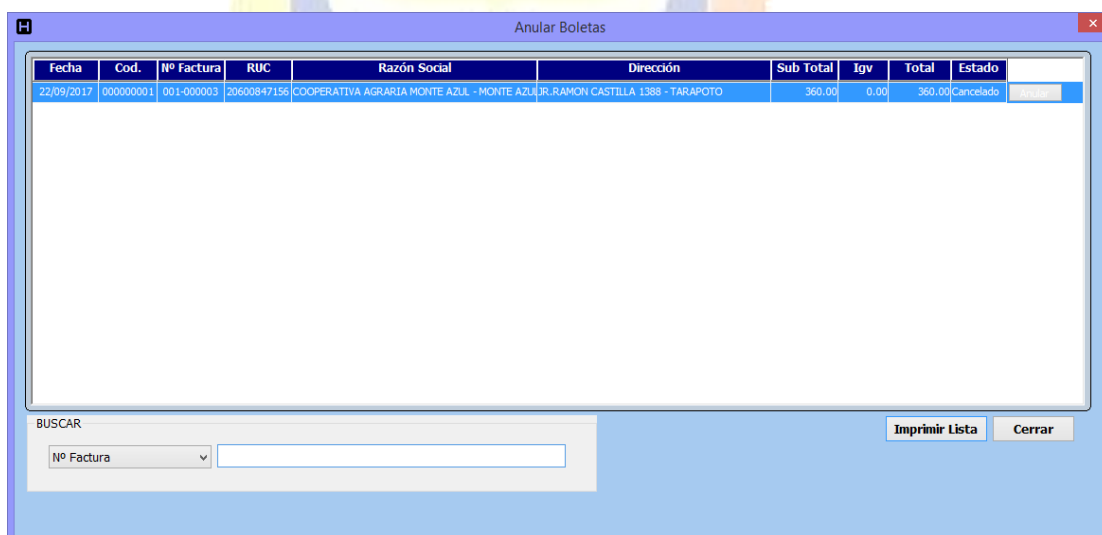 H Anular Boletas ×
Fecha Cod. Nº Factura RUC Razón Social Dirección Sub Total Igv Total Estado
22/09/2017 000000001 001-000003 20600847156 COOPERATIVA AGRARIA MONTE AZUL - MONTE AZUL JR.RAMON CASTILLA 1388 - TARAPOTO 360.00 0.00 360.00 Cancelado Anular
BUSCAR
Imprimir Lista Cerrar
Nº Factura